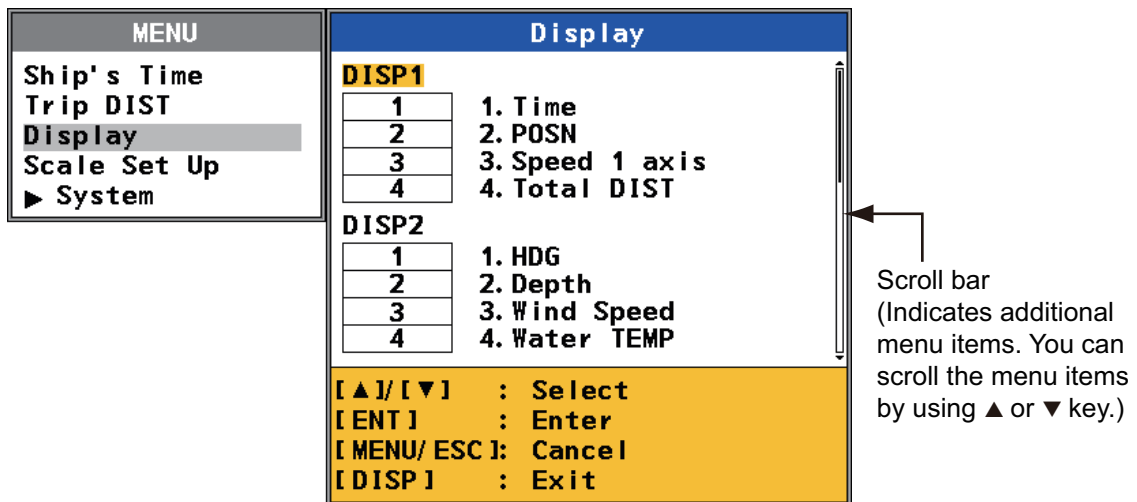 MENU
Ship's Time
Trip DIST
Display
Scale Set Up
▶ System
Display
DISP1
1 1. Time
2 2. POSN
3 3. Speed 1 axis
4 4. Total DIST
DISP2
1 1. HDG
2 2. Depth
3 3. Wind Speed
4 4. Water TEMP
[▲]/[▼] : Select
[ENT] : Enter
[MENU/ESC]: Cancel
[DISP] : Exit
Scroll bar
(Indicates additional
menu items. You can
scroll the menu items
by using ▲ or ▼ key.)